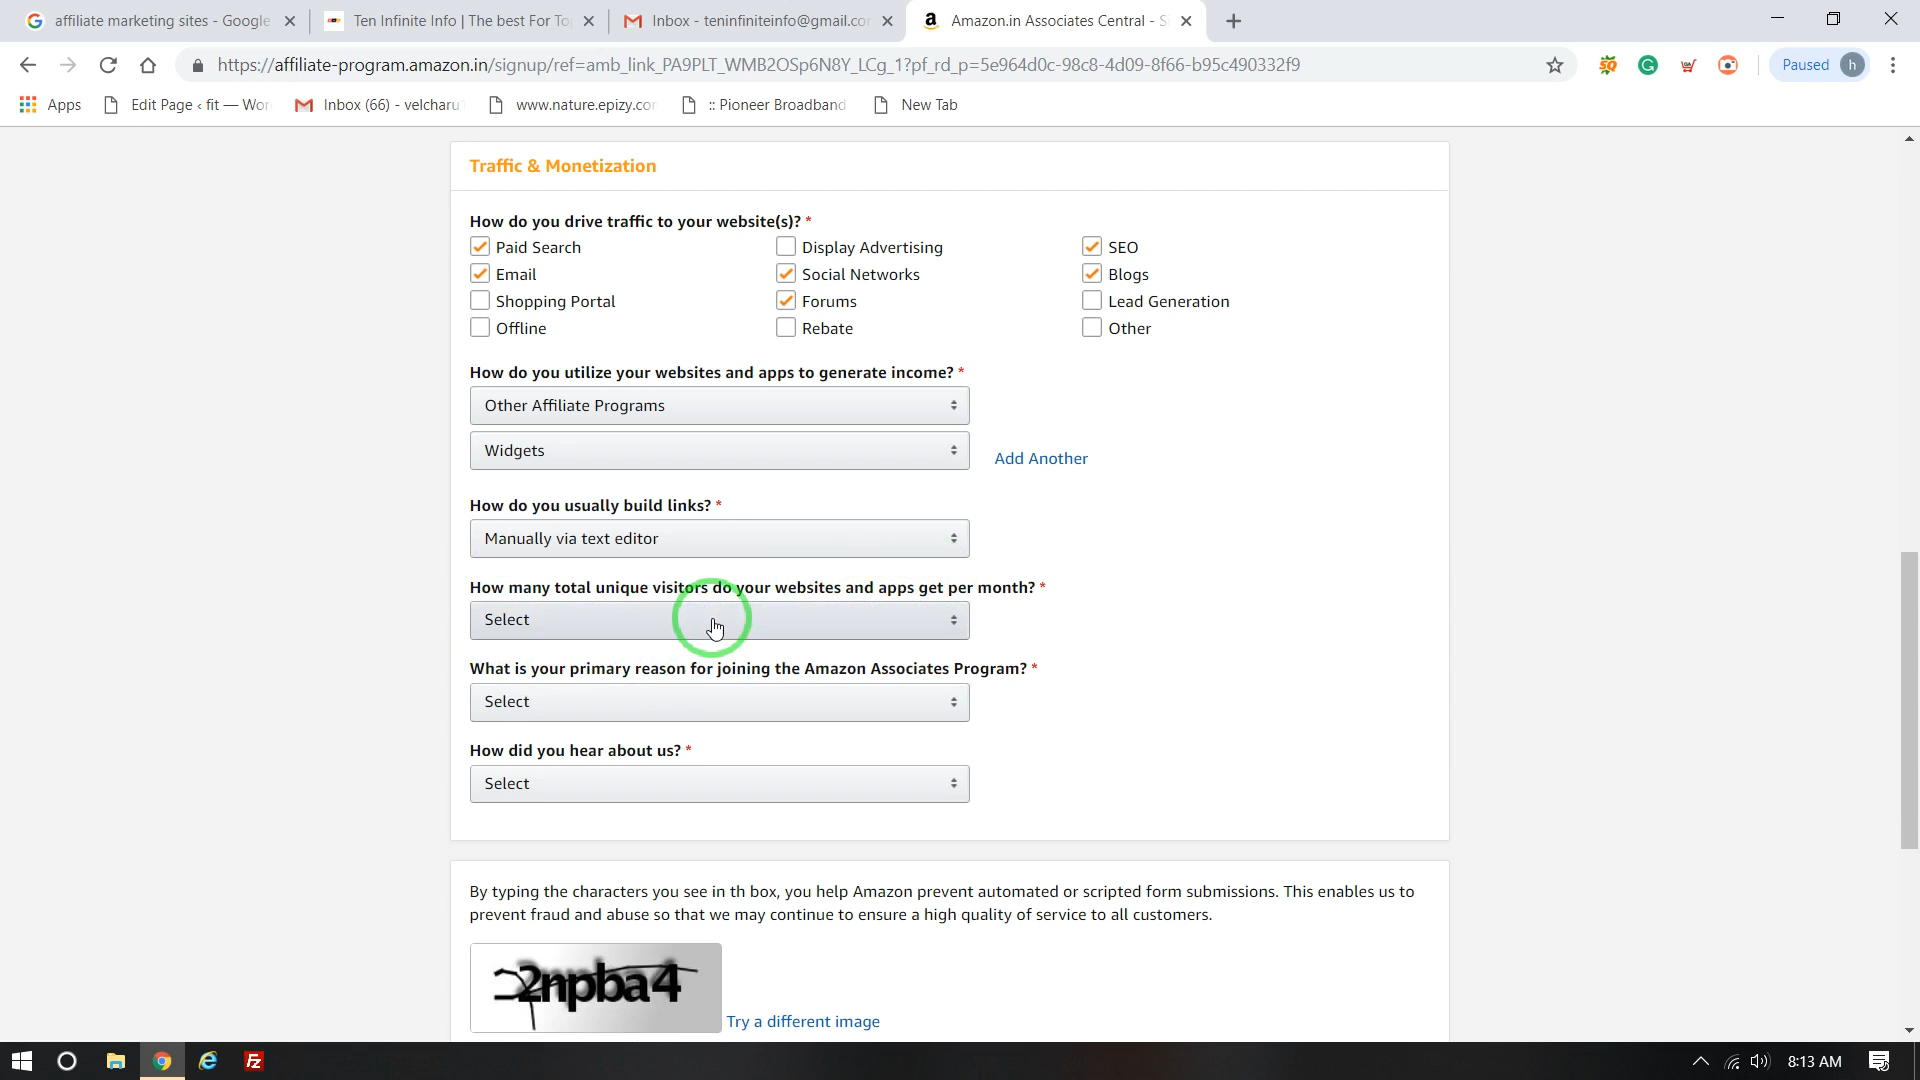 affiliate marketing sites - Google
Ten Infinite Info | The best For To
Inbox - teninfiniteinfo@gmail.co
Amazon.in Associates Central - S
https://affiliate-program.amazon.in/signup/ref=amb_link_PA9PLT_WMB2OSp6N8Y_LCg_1?pf_rd_p=5e964d0c-98c8-4d09-8f66-b95c490332f9
Paused h
Apps
Edit Page ‹ fit — Wor
Inbox (66) - velcharu
www.nature.epizy.co
:: Pioneer Broadband
New Tab
Traffic & Monetization
How do you drive traffic to your website(s)? *
Paid Search Display Advertising SEO
Email Social Networks Blogs
Shopping Portal Forums Lead Generation
Offline Rebate Other
How do you utilize your websites and apps to generate income? *
Other Affiliate Programs
Widgets
Add Another
How do you usually build links? *
Manually via text editor
How many total unique visitors do your websites and apps get per month? *
Select
What is your primary reason for joining the Amazon Associates Program? *
Select
How did you hear about us? *
Select
By typing the characters you see in th box, you help Amazon prevent automated or scripted form submissions. This enables us to
prevent fraud and abuse so that we may continue to ensure a high quality of service to all customers.
2npba4
Try a different image
8:13 AM